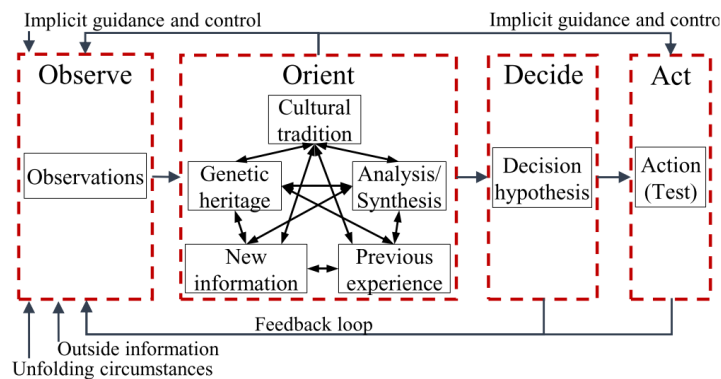 Implicit guidance and control
Implicit guidance and control
Observe
Orient
Decide
Act
Cultural
tradition
Observations
Genetic
heritage
Analysis/
Synthesis
Decision
hypothesis
Action
(Test)
New
information
Previous
experience
Feedback loop
Outside information
Unfolding circumstances